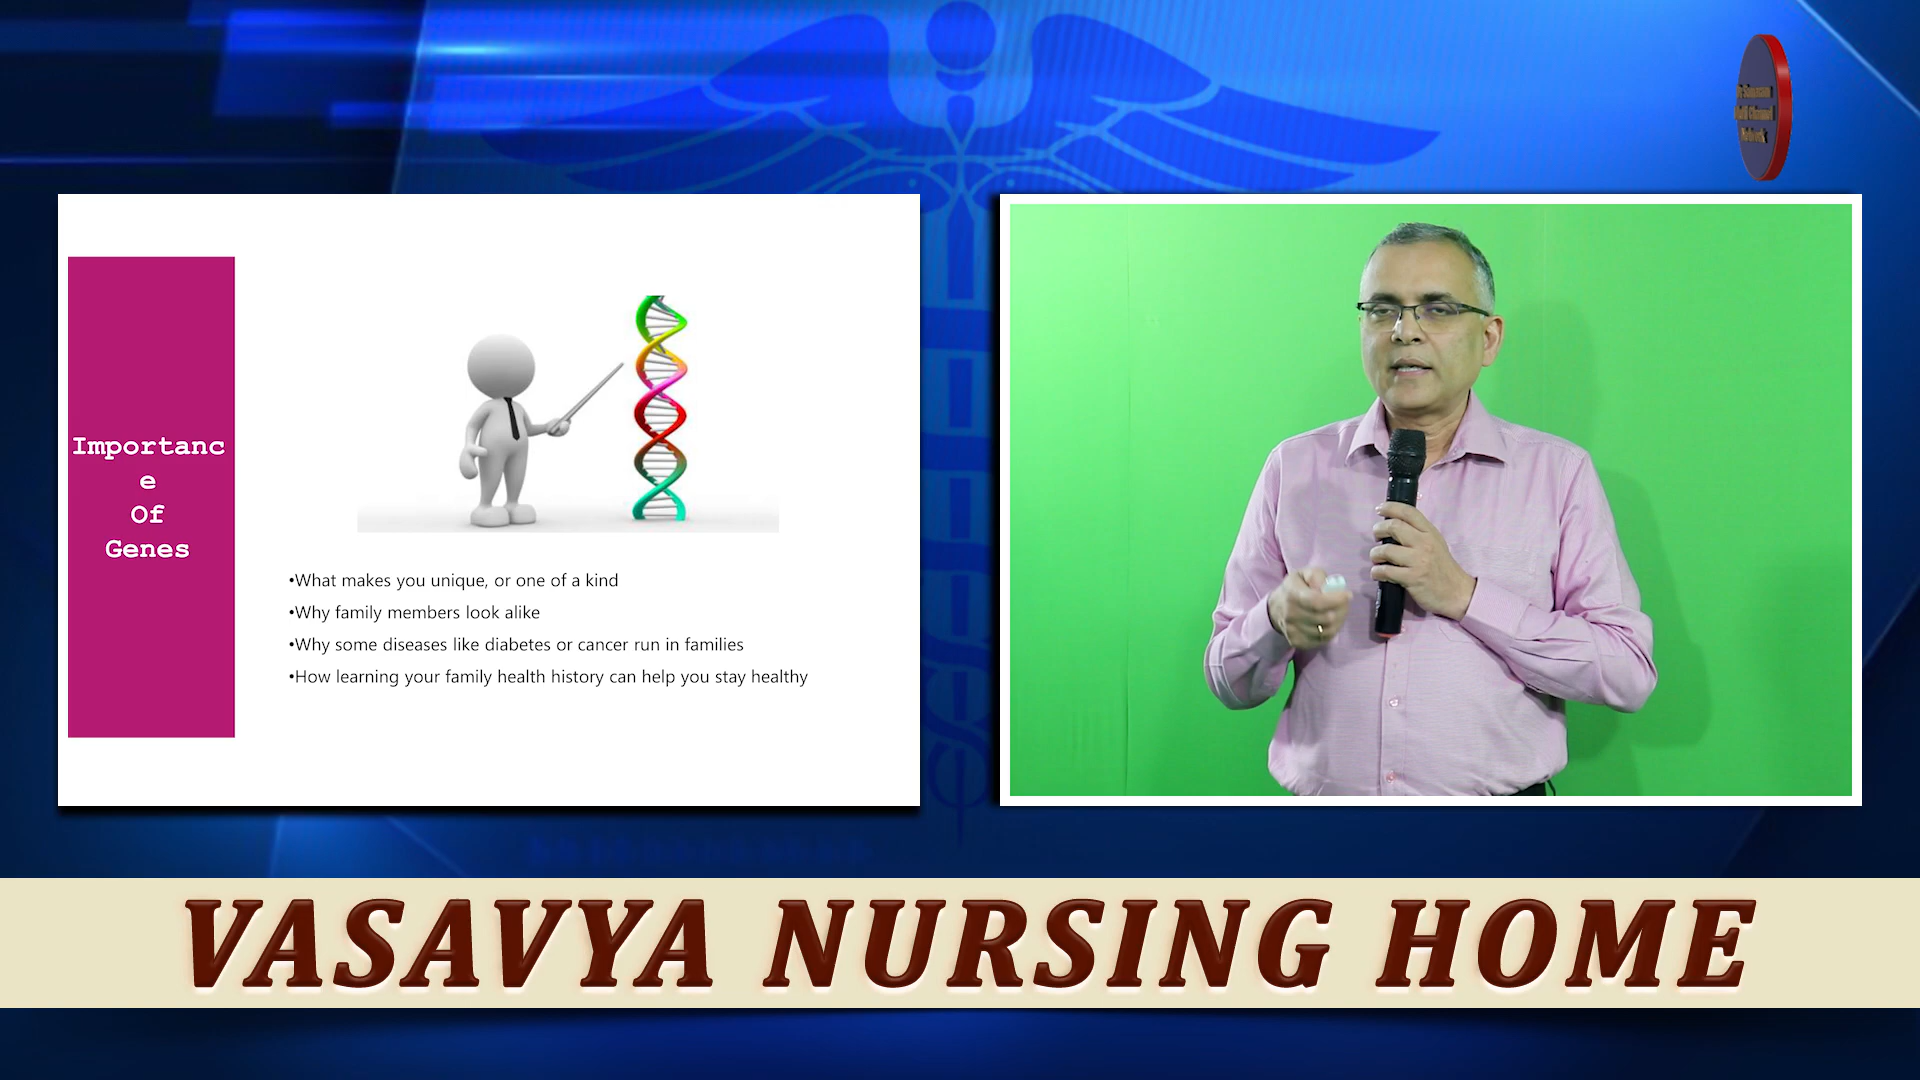 Importanc
e
Of
Genes
•What makes you unique, or one of a kind
•Why family members look alike
•Why some diseases like diabetes or cancer run in families
•How learning your family health history can help you stay healthy
VASAVYA NURSING HOME